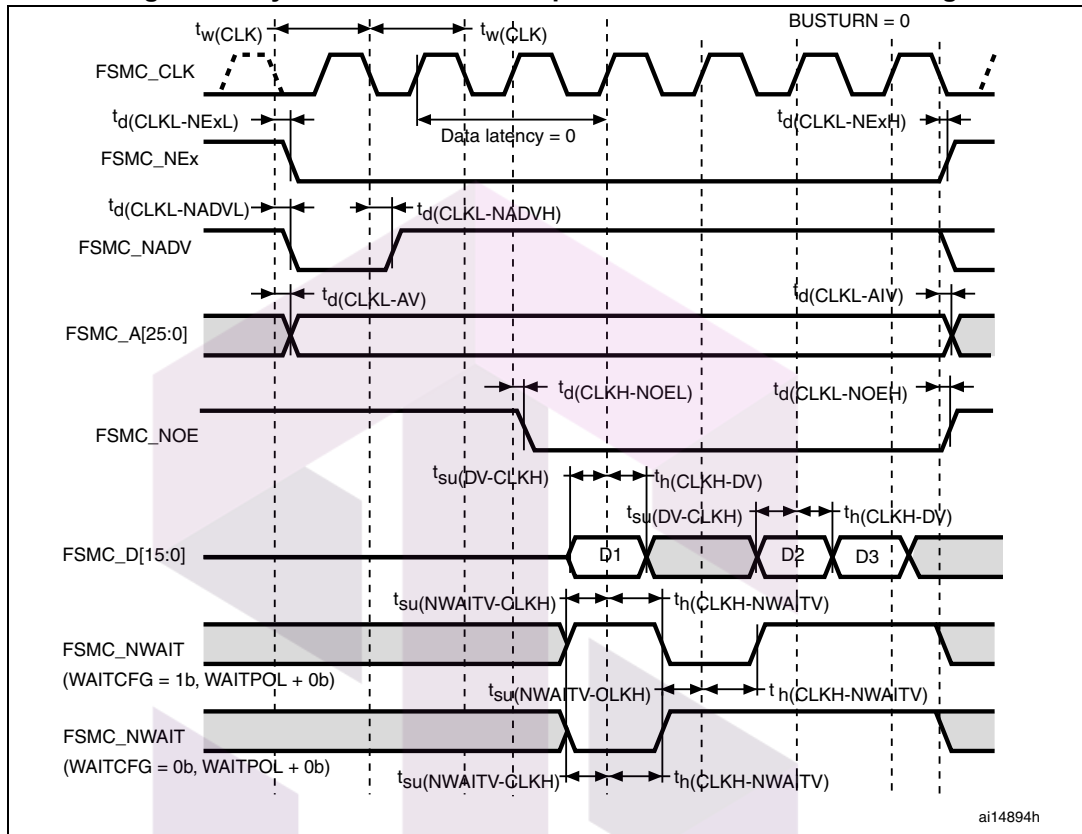 BUSTURN = 0
tw(CLK) tw(CLK)
FSMC_CLK
td(CLKL-NExL) td(CLKL-NExH)
Data latency = 0
FSMC_NEx
td(CLKL-NADVL) td(CLKL-NADVH)
FSMC_NADV
td(CLKL-AV) td(CLKL-AIV)
FSMC_A[25:0]
td(CLKH-NOEL) td(CLKL-NOEH)
FSMC_NOE
tsu(DV-CLKH) th(CLKH-DV)
tsu(DV-CLKH) th(CLKH-DV)
FSMC_D[15:0] D1 D2 D3
tsu(NWAITV-CLKH) th(CLKH-NWAITV)
FSMC_NWAIT
(WAITCFG = 1b, WAITPOL + 0b)
tsu(NWAITV-CLKH) th(CLKH-NWAITV)
FSMC_NWAIT
(WAITCFG = 0b, WAITPOL + 0b)
tsu(NWAITV-CLKH) th(CLKH-NWAITV)
ai14894h